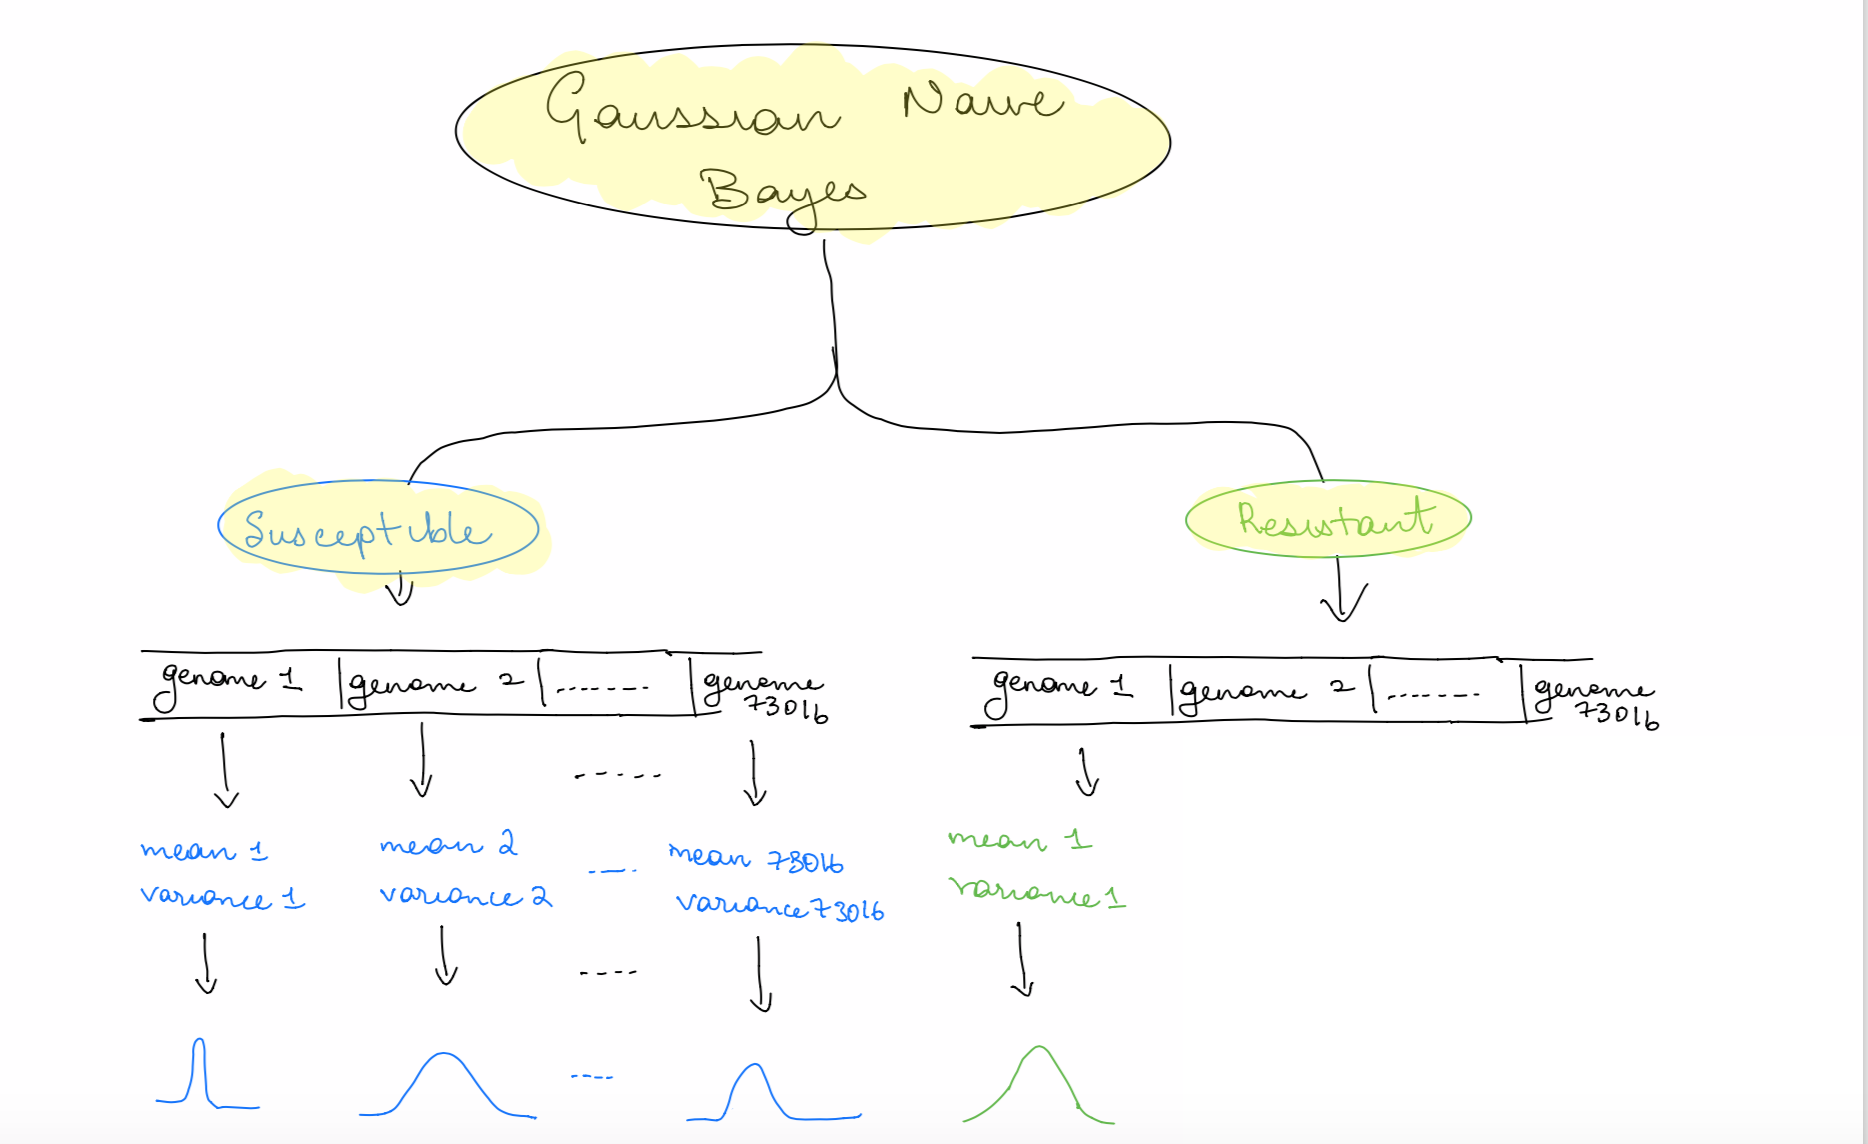 Gaussian Naive
Bayes
Susceptible
Resistant
genome 1 genome 2 ....... genome
73016
genome 1 genome 2 ....... genome
73016
mean 1
variance 1
mean 2
variance 2
mean 73016
variance 73016
mean 1
variance 1